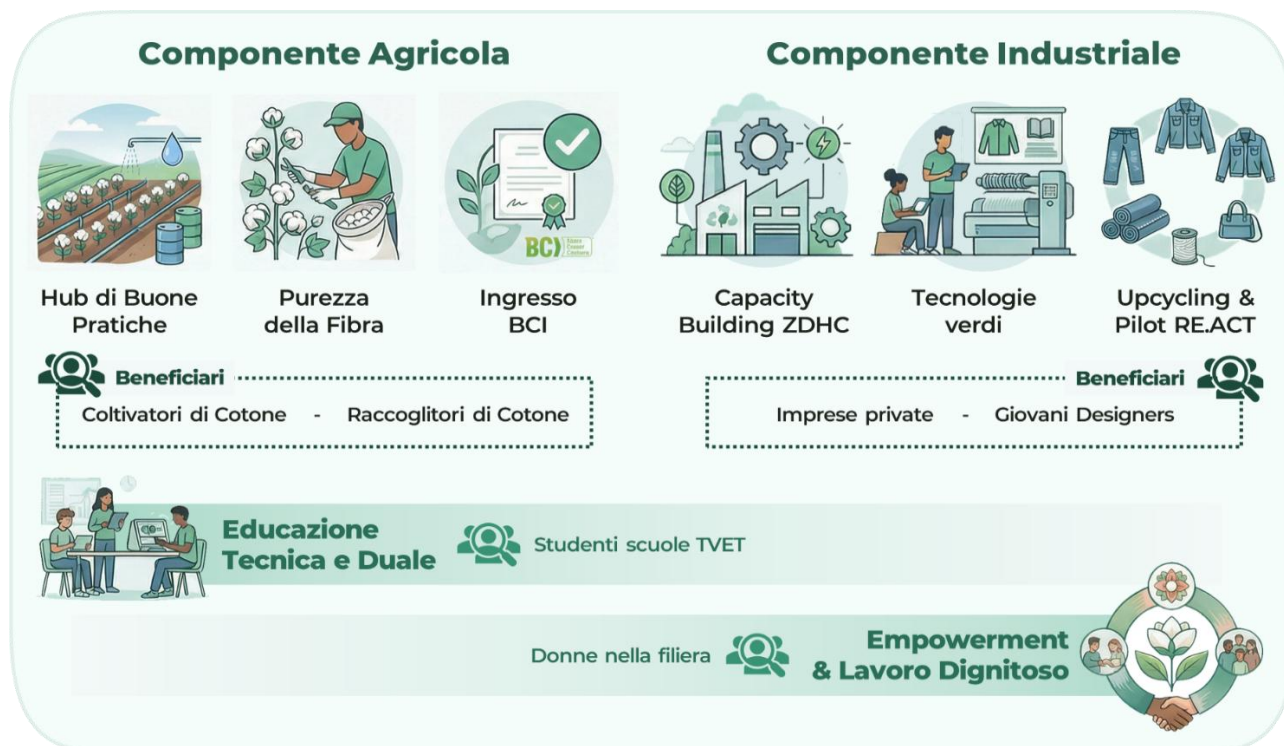 Componente Agricola
Componente Industriale
BCI
Hub di Buone
Pratiche
Purezza
della Fibra
Ingresso
BCI
Capacity
Building ZDHC
Tecnologie
verdi
Upcycling &
Pilot RE.ACT
Beneficiari
Coltivatori di Cotone - Raccoglitori di Cotone
Beneficiari
Imprese private - Giovani Designers
Educazione
Tecnica e Duale
Studenti scuole TVET
Donne nella filiera
Empowerment
& Lavoro Dignitoso